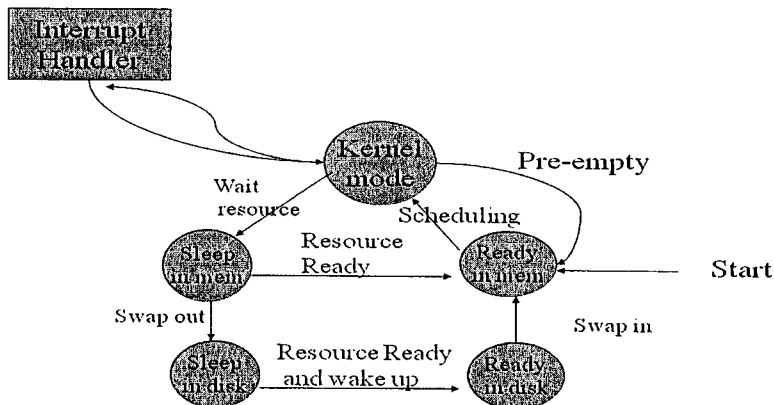 Interrupt
Handler
Kernel
mode
Pre-empty
Wait
resource
Scheduling
Sleep
in mem
Resource
Ready
Ready
in mem
Start
Swap out
Swap in
Sleep
in disk
Resource Ready
and wake up
Ready
in disk